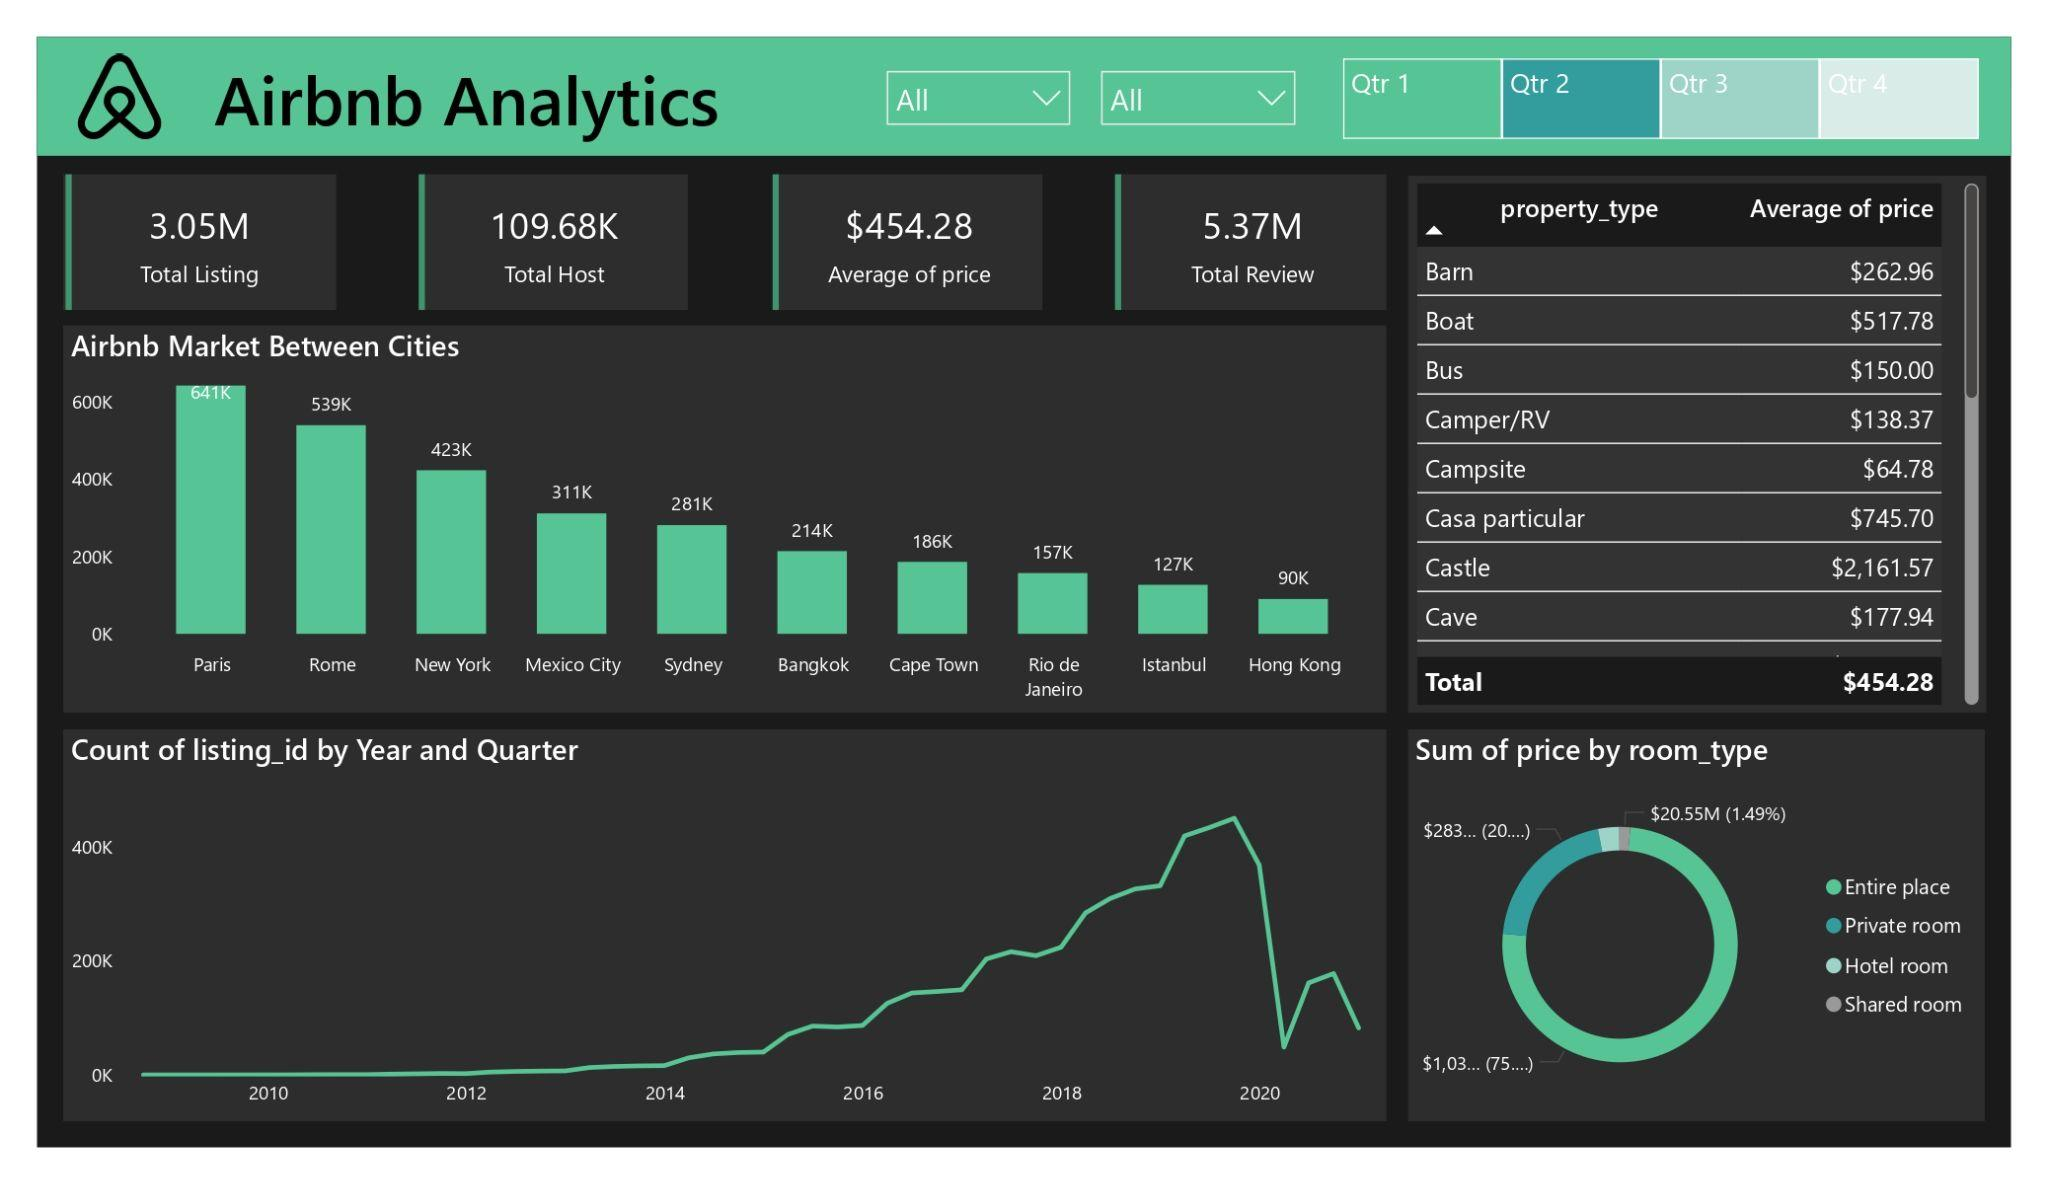 Airbnb Analytics
All
All
Qtr 1
Qtr 2
Qtr 3
Qtr 4
3.05M
Total Listing
109.68K
Total Host
$454.28
Average of price
5.37M
Total Review
property_type Average of price
Barn $262.96
Boat $517.78
Bus $150.00
Camper/RV $138.37
Campsite $64.78
Casa particular $745.70
Castle $2,161.57
Cave $177.94
Total $454.28
Airbnb Market Between Cities
600K
400K
200K
0K
641K
539K
423K
311K
281K
214K
186K
157K
127K
90K
Paris
Rome
New York
Mexico City
Sydney
Bangkok
Cape Town
Rio de
Janeiro
Istanbul
Hong Kong
Count of listing_id by Year and Quarter
400K
200K
0K
2010
2012
2014
2016
2018
2020
Sum of price by room_type
$20.55M (1.49%)
$283... (20....)
$1,03... (75....)
Entire place
Private room
Hotel room
Shared room